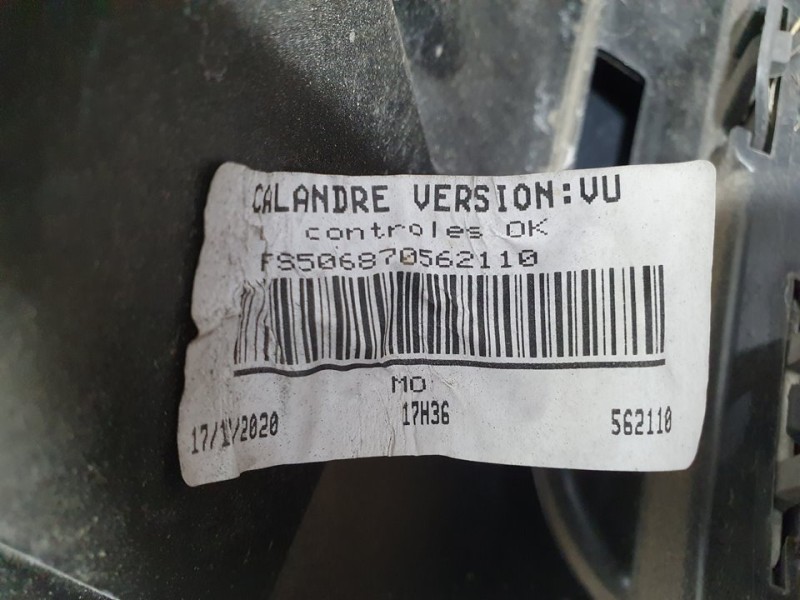 CALANDRE VERSION:VU
controles OK
FS506870562110
MO
17H36
562110